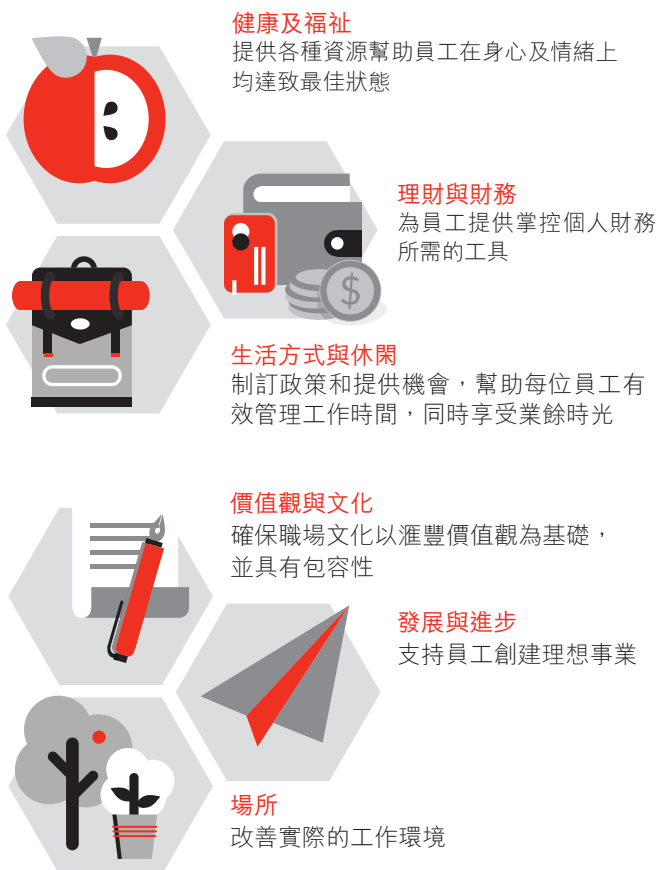 健康及福祉
提供各種資源幫助員工在身心及情緒上
均達致最佳狀態
理財與財務
為員工提供掌控個人財務
所需的工具
生活方式與休閑
制訂政策和提供機會，幫助每位員工有
效管理工作時間，同時享受業餘時光
價值觀與文化
確保職場文化以滙豐價值觀為基礎，
並具有包容性
發展與進步
支持員工創建理想事業
場所
改善實際的工作環境